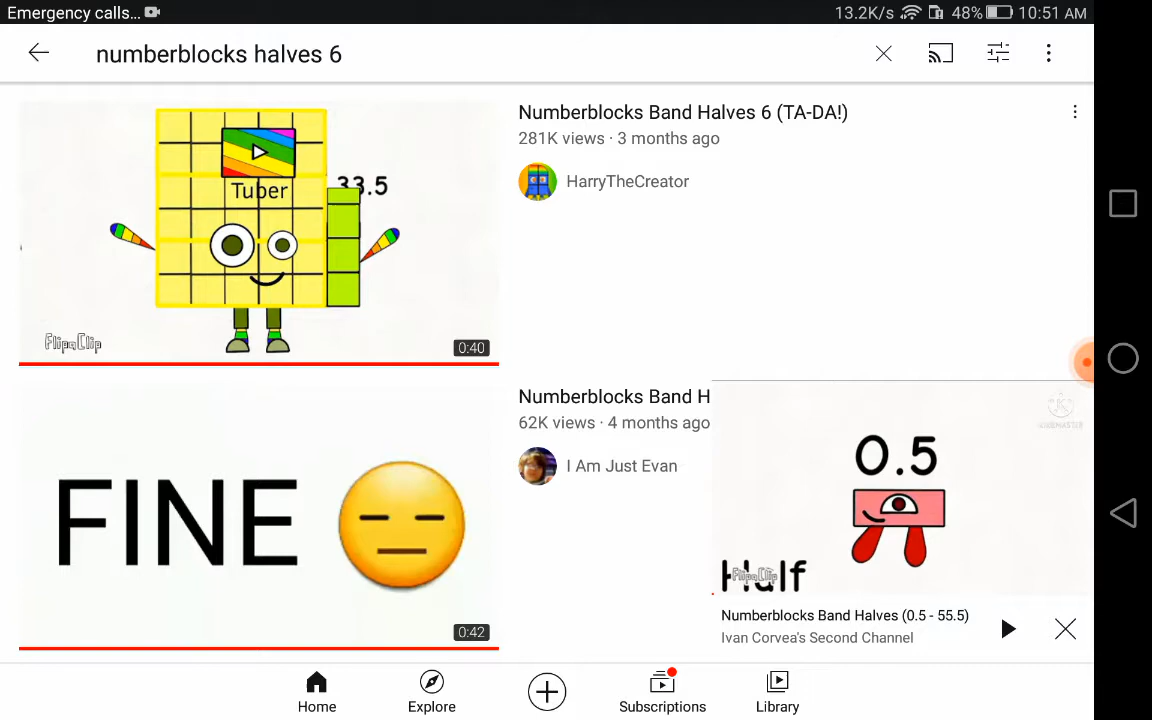 Emergency calls... 13.2K/s 48% 10:51 AM
numberblocks halves 6
Tuber
33.5
FlipaClip
0:40
Numberblocks Band Halves 6 (TA-DA!)
281K views · 3 months ago
HarryTheCreator
FINE
0:42
Numberblocks Band H
62K views · 4 months ago
I Am Just Evan
KINEMASTER
0.5
Half
FlipaClip
Numberblocks Band Halves (0.5 - 55.5)
Ivan Corvea's Second Channel
Home Explore Subscriptions Library